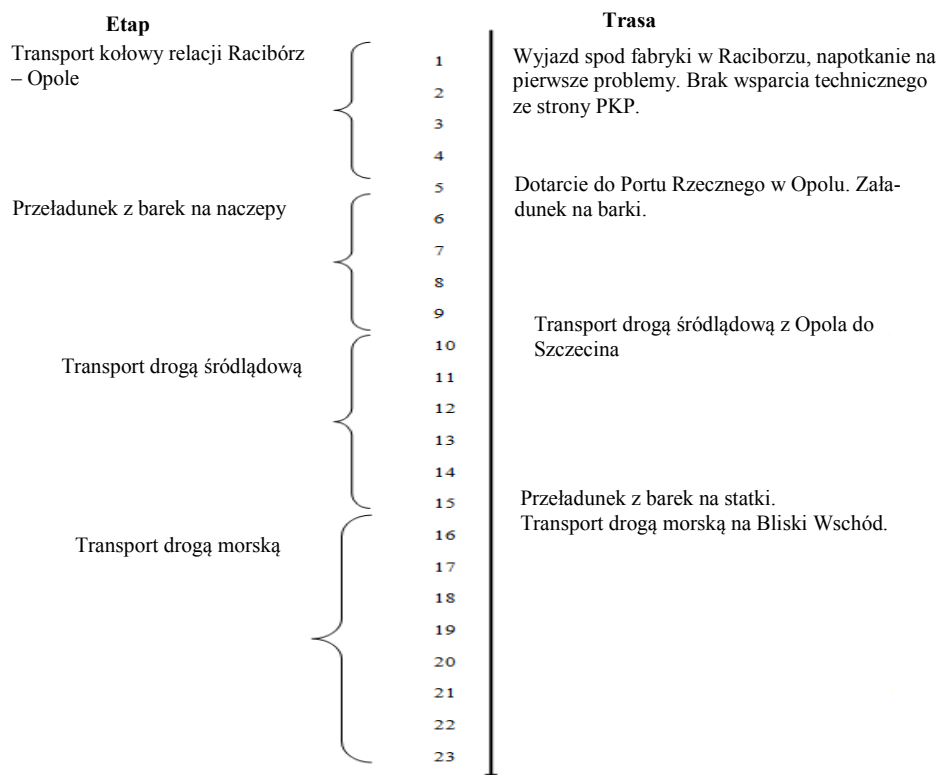 Etap
Transport kołowy relacji Racibórz
– Opole
Przeładunek z barek na naczepy
Transport drogą śródlądową
Transport drogą morską
1
2
3
4
5
6
7
8
9
10
11
12
13
14
15
16
17
18
19
20
21
22
23
Trasa
Wyjazd spod fabryki w Raciborzu, napotkanie na
pierwsze problemy. Brak wsparcia technicznego
ze strony PKP.
Dotarcie do Portu Rzecznego w Opolu. Zała-
dunek na barki.
Transport drogą śródlądową z Opola do
Szczecina
Przeładunek z barek na statki.
Transport drogą morską na Bliski Wschód.